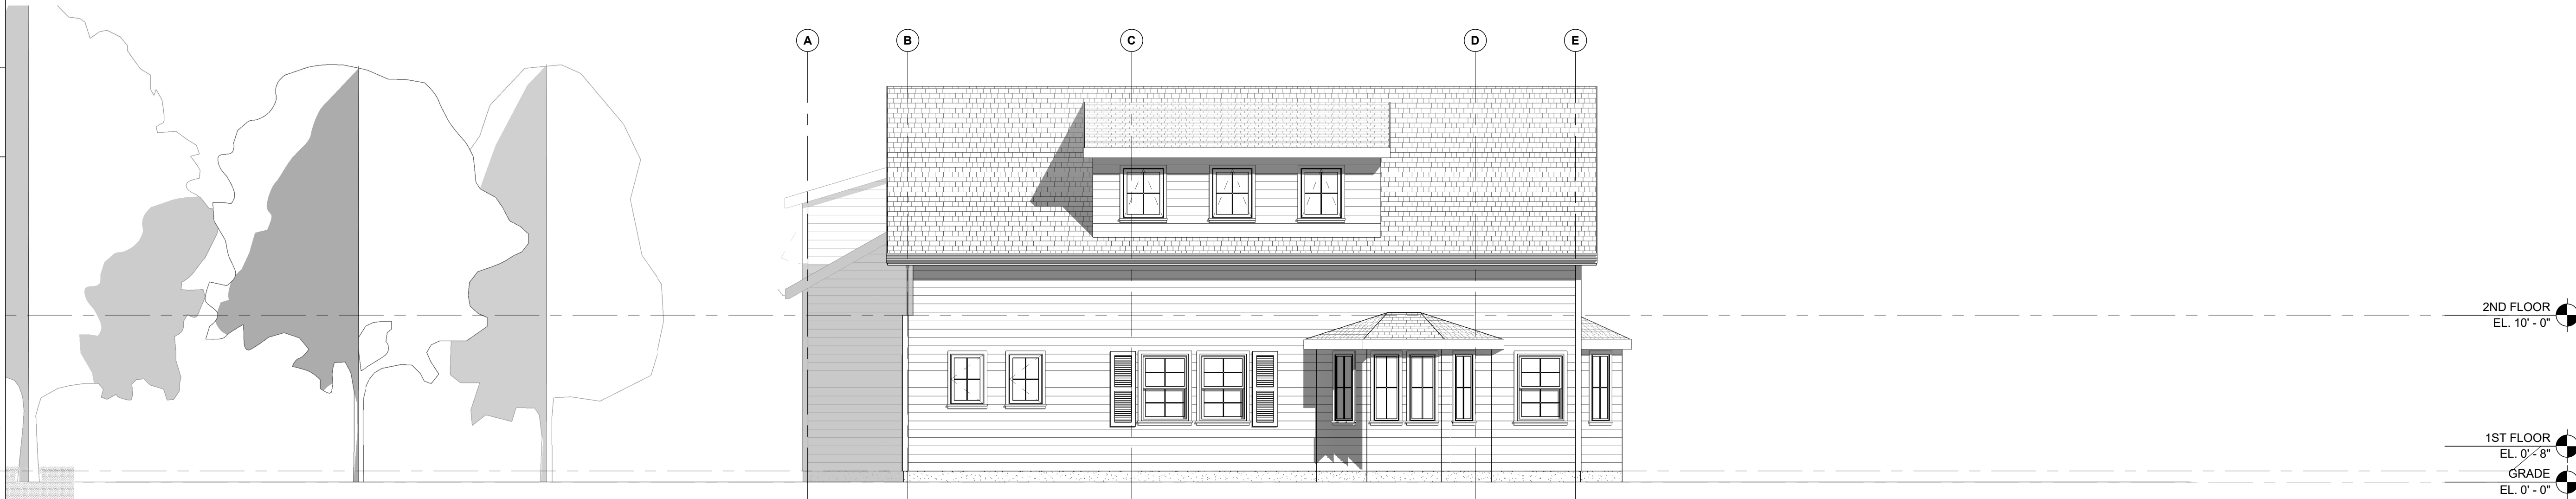 A
B
C
D
E
2ND FLOOR
EL. 10' - 0"
1ST FLOOR
EL. 0' - 8"
GRADE
EL. 0' - 0"